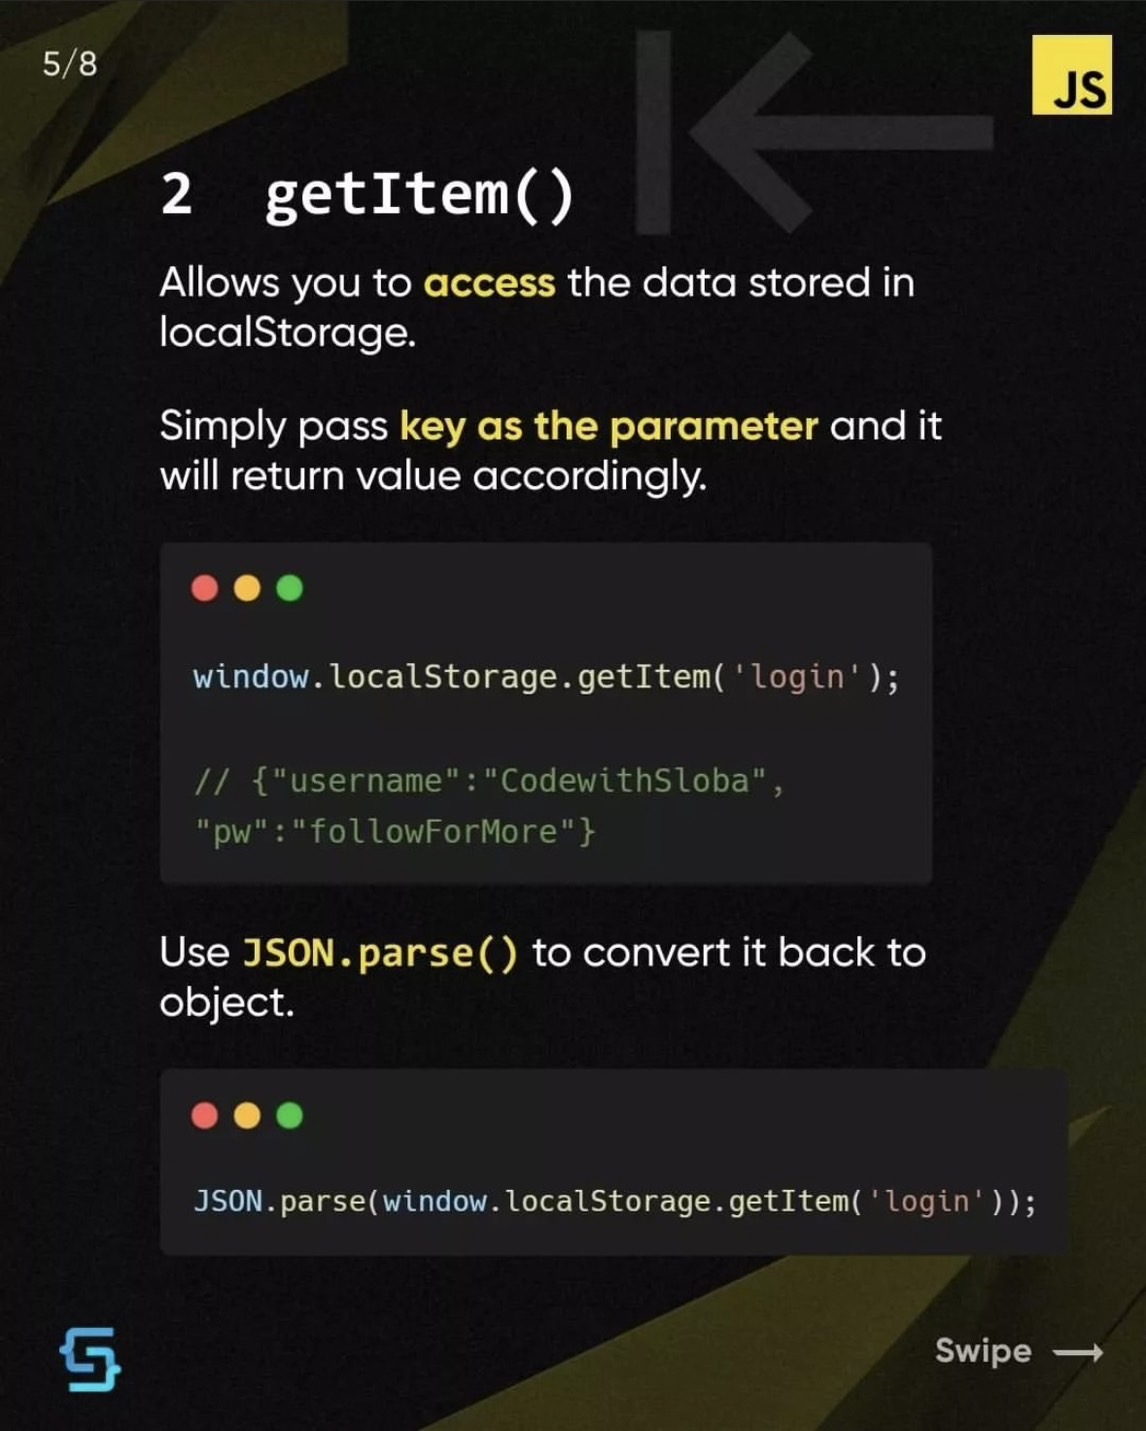 5/8
JS
2 getItem()
Allows you to access the data stored in
localStorage.
Simply pass key as the parameter and it
will return value accordingly.
window.localStorage.getItem('login');
// {"username":"CodewithSloba",
"pw":"followForMore"}
Use JSON.parse() to convert it back to
object.
JSON.parse(window.localStorage.getItem('login'));
Swipe